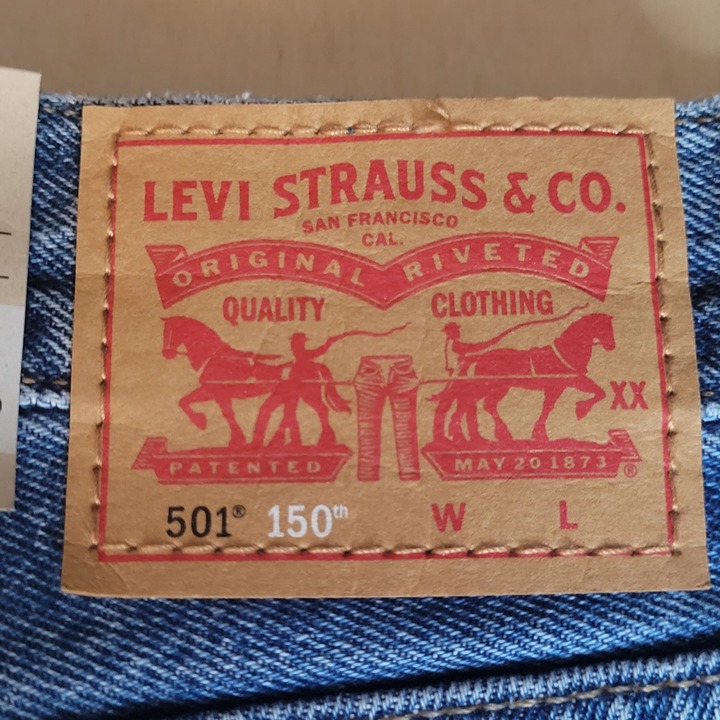 LEVI STRAUSS & CO.
SAN FRANCISCO
CAL.
ORIGINAL RIVETED
QUALITY CLOTHING
XX
PATENTED MAY 20 1873 ®
501® 150th W L